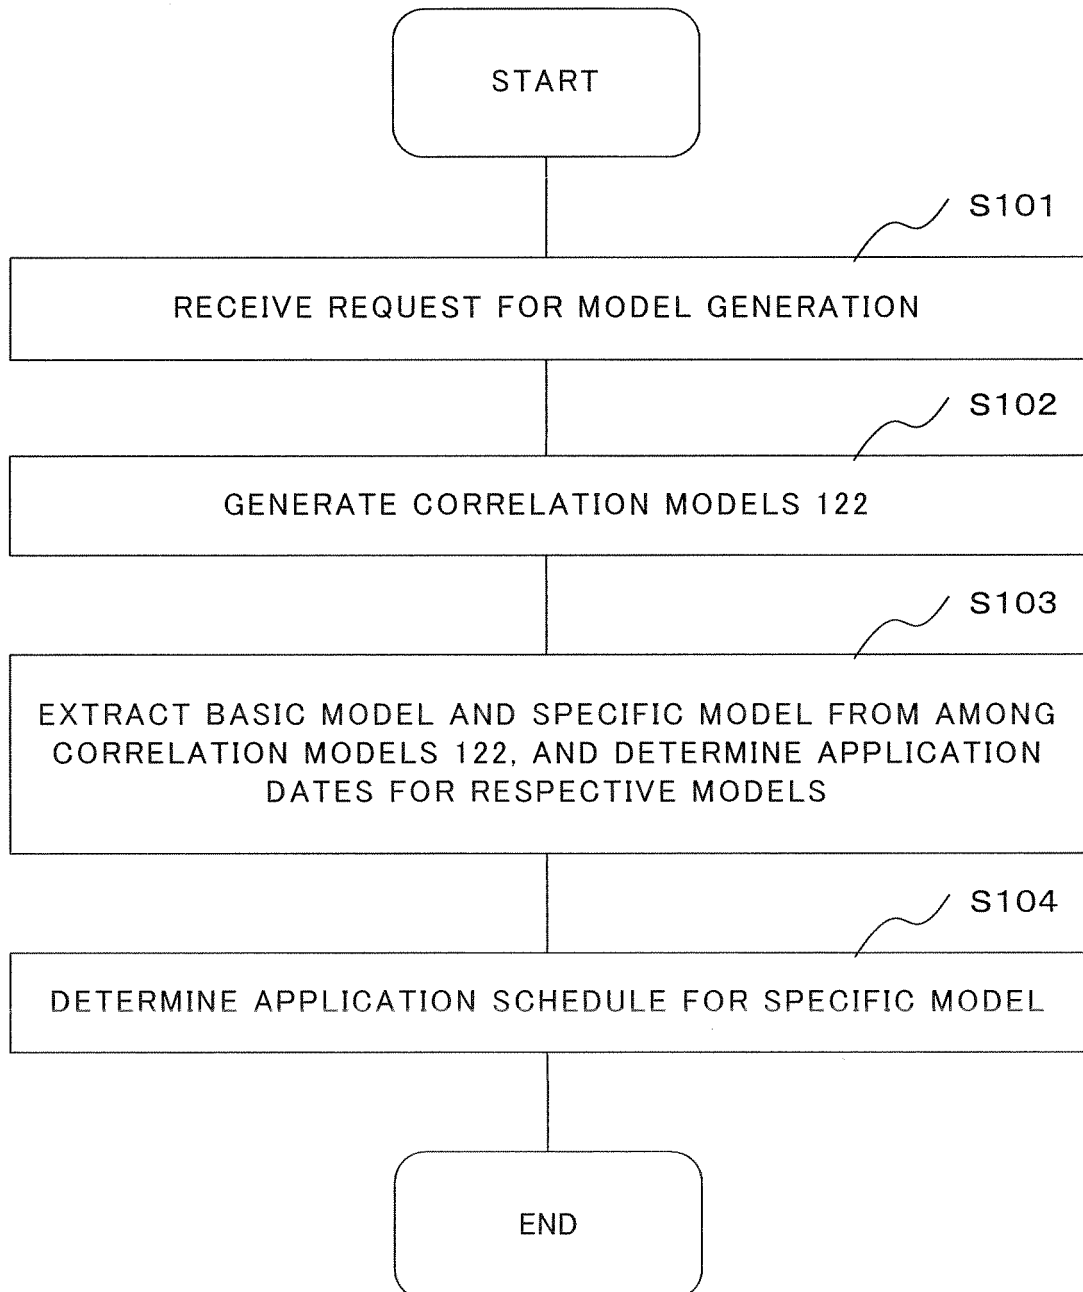 START
S101
RECEIVE REQUEST FOR MODEL GENERATION
S102
GENERATE CORRELATION MODELS 122
S103
EXTRACT BASIC MODEL AND SPECIFIC MODEL FROM AMONG
CORRELATION MODELS 122, AND DETERMINE APPLICATION
DATES FOR RESPECTIVE MODELS
S104
DETERMINE APPLICATION SCHEDULE FOR SPECIFIC MODEL
END